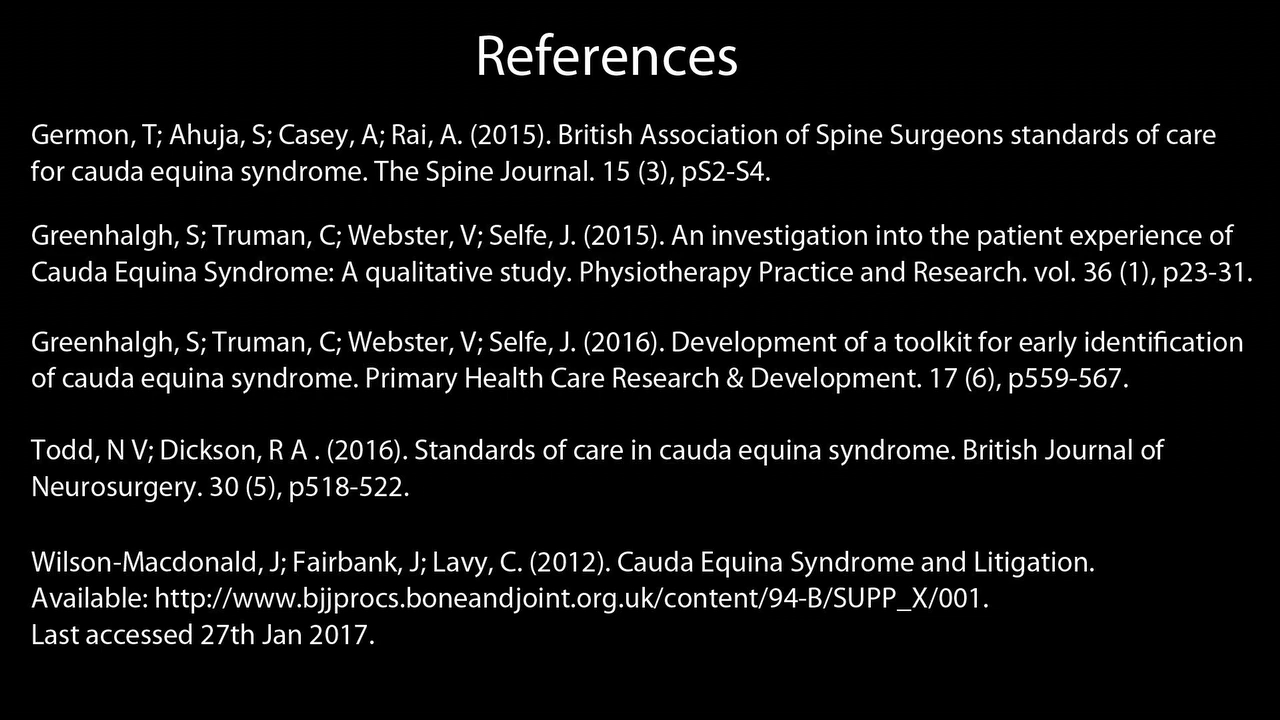 References
Germon, T; Ahuja, S; Casey, A; Rai, A. (2015). British Association of Spine Surgeons standards of care
for cauda equina syndrome. The Spine Journal. 15 (3), pS2-S4.
Greenhalgh, S; Truman, C; Webster, V; Selfe, J. (2015). An investigation into the patient experience of
Cauda Equina Syndrome: A qualitative study. Physiotherapy Practice and Research. vol. 36 (1), p23-31.
Greenhalgh, S; Truman, C; Webster, V; Selfe, J. (2016). Development of a toolkit for early identification
of cauda equina syndrome. Primary Health Care Research & Development. 17 (6), p559-567.
Todd, N V; Dickson, R A . (2016). Standards of care in cauda equina syndrome. British Journal of
Neurosurgery. 30 (5), p518-522.
Wilson-Macdonald, J; Fairbank, J; Lavy, C. (2012). Cauda Equina Syndrome and Litigation.
Available: http://www.bjjprocs.boneandjoint.org.uk/content/94-B/SUPP_X/001.
Last accessed 27th Jan 2017.